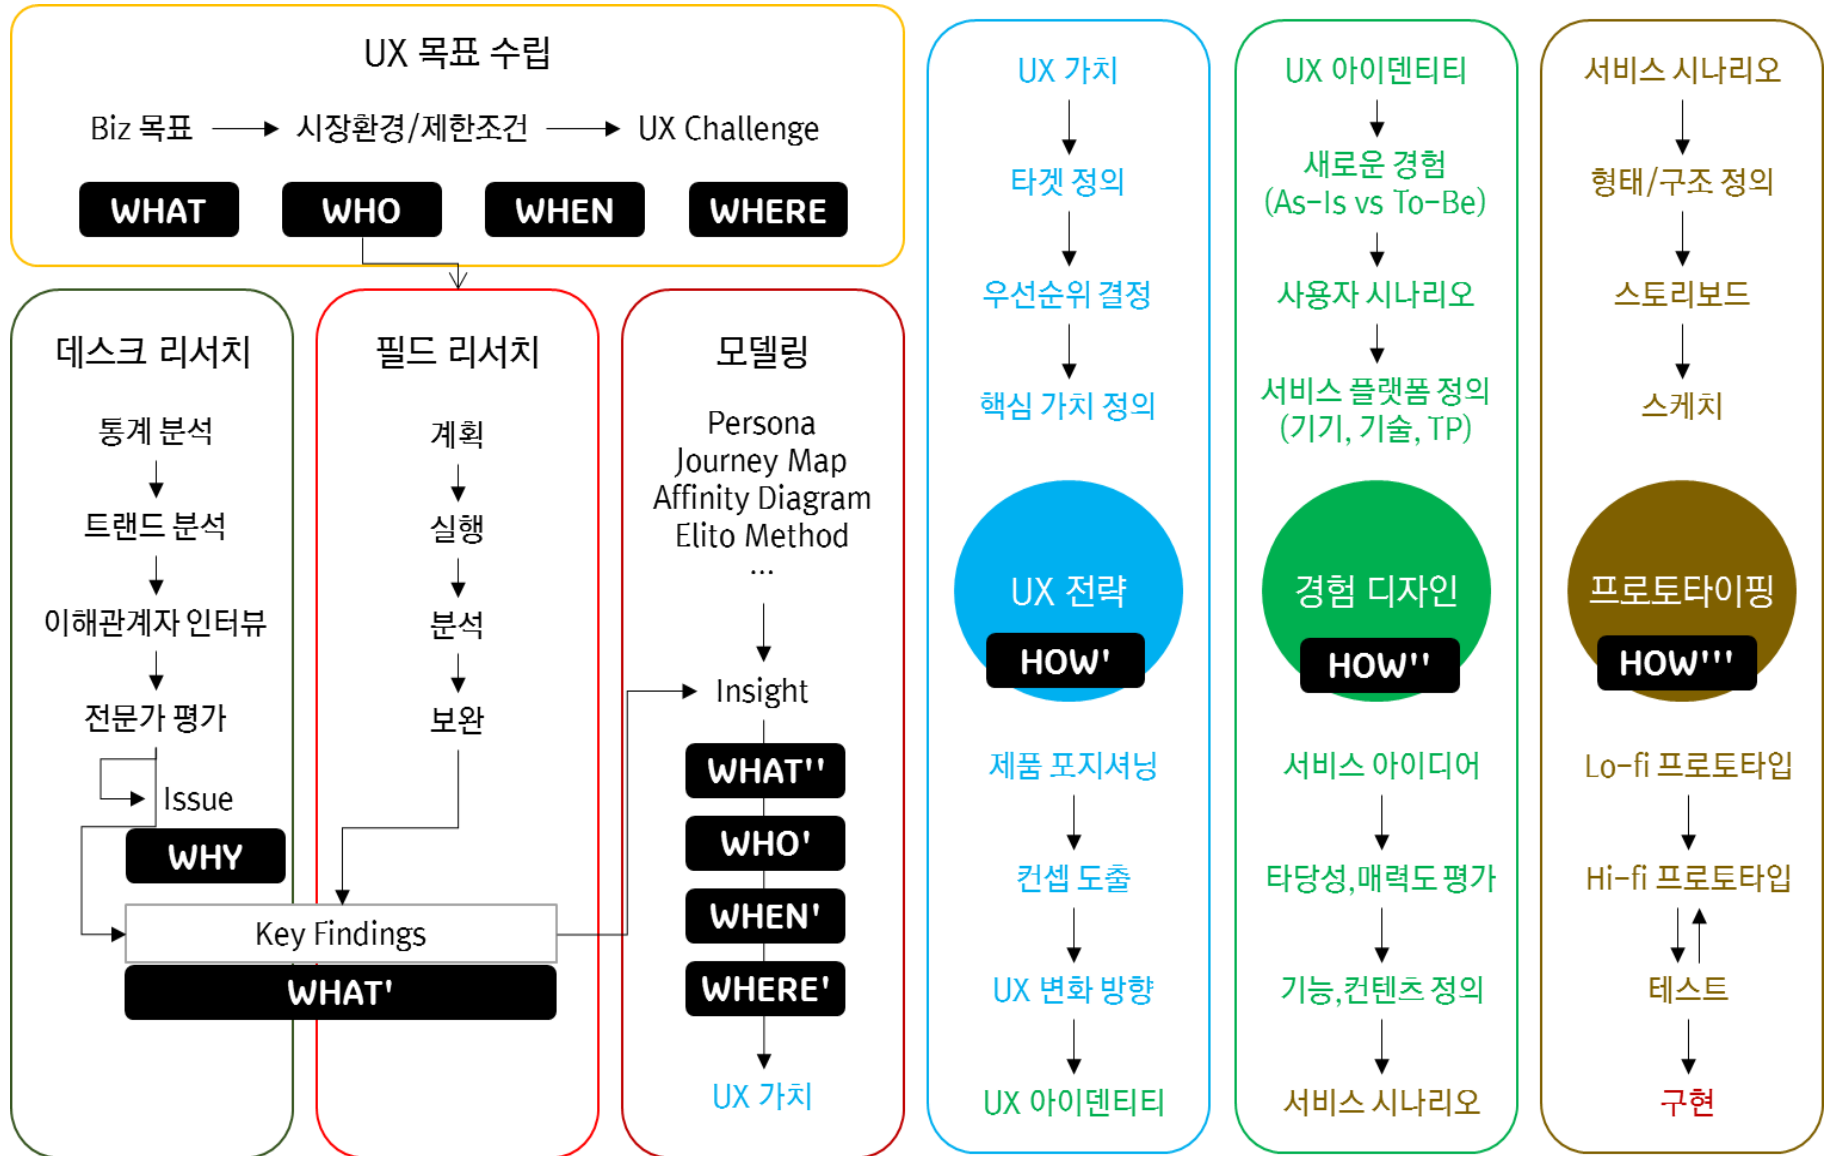 UX 목표 수립
Biz 목표
시장환경/제한조건
UX Challenge
WHAT
WHO
WHEN
WHERE
데스크 리서치
통계 분석
트랜드 분석
이해관계자 인터뷰
전문가 평가
Issue
WHY
필드 리서치
계획
실행
분석
보완
Key Findings
WHAT'
모델링
Persona
Journey Map
Affinity Diagram
Elito Method
...
Insight
WHAT''
WHO'
WHEN'
WHERE'
UX 가치
UX 가치
타겟 정의
우선순위 결정
핵심 가치 정의
UX 전략
HOW'
제품 포지셔닝
컨셉 도출
UX 변화 방향
UX 아이덴티티
UX 아이덴티티
새로운 경험
(As-Is vs To-Be)
사용자 시나리오
서비스 플랫폼 정의
(기기, 기술, TP)
경험 디자인
HOW''
서비스 아이디어
타당성,매력도 평가
기능,컨텐츠 정의
서비스 시나리오
서비스 시나리오
형태/구조 정의
스토리보드
스케치
프로토타이핑
HOW'''
Lo-fi 프로토타입
Hi-fi 프로토타입
테스트
구현